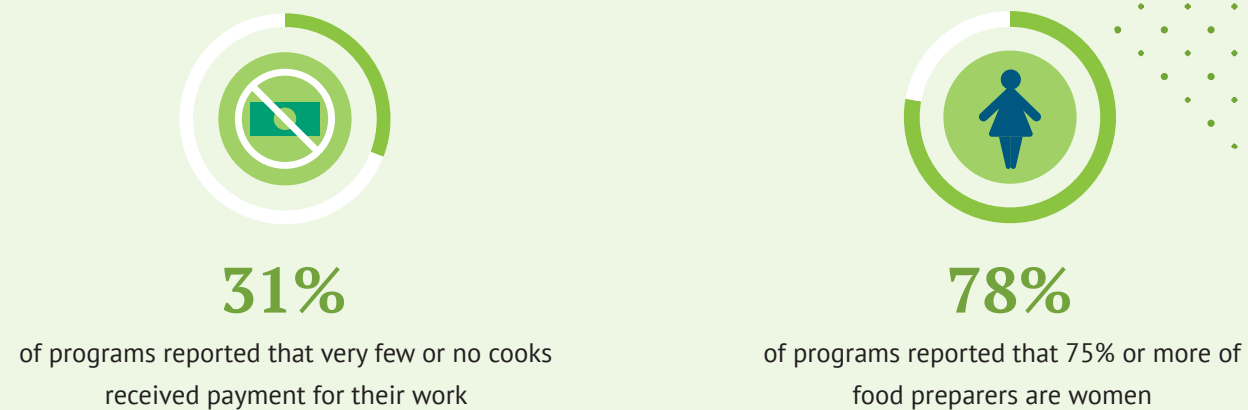 31%
of programs reported that very few or no cooks
received payment for their work
78%
of programs reported that 75% or more of
food preparers are women